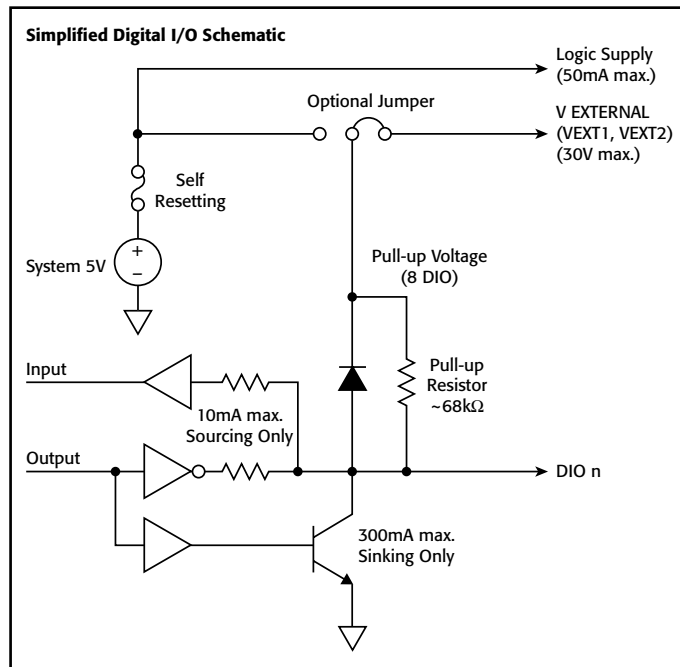 Simplified Digital I/O Schematic
Logic Supply
(50mA max.)
Optional Jumper
V EXTERNAL
(VEXT1, VEXT2)
(30V max.)
Self
Resetting
+
−
System 5V
Pull-up Voltage
(8 DIO)
Input
Pull-up
Resistor
~68kΩ
10mA max.
Sourcing Only
Output
DIO n
300mA max.
Sinking Only